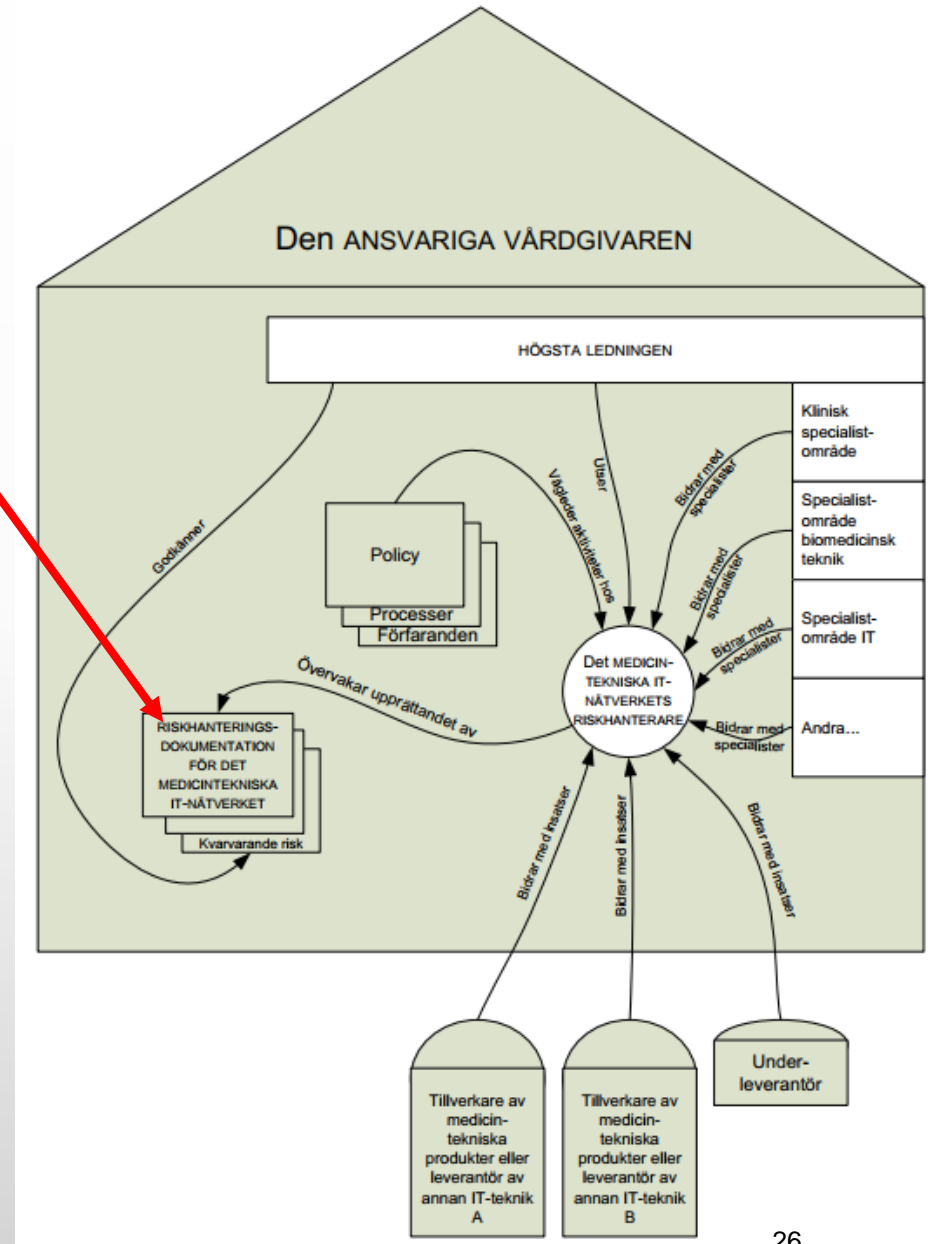 Den ANSVARIGA VÅRDGIVAREN
HÖGSTA LEDNINGEN
Klinisk
specialist-
område
Specialist-
område
biomedicinsk
teknik
Specialist-
område IT
Andra...
Godkänner
Vägleder aktiviteter hos
Utser
Bidrar med
specialister
Bidrar med
specialister
Bidrar med
specialister
Bidrar med
specialister
Policy
Processer
Förfaranden
Det MEDICIN-
TEKNISKA IT-
NÄTVERKETS
RISKHANTERARE
Övervakar upprättandet av
RISKHANTERINGS-
DOKUMENTATION
FÖR DET
MEDICINTEKNISKA
IT-NÄTVERKET
Kvarvarande risk
Bidrar med insatser
Bidrar med insatser
Bidrar med insatser
Tillverkare av
medicin-
tekniska
produkter eller
leverantör av
annan IT-teknik
A
Tillverkare av
medicin-
tekniska
produkter eller
leverantör av
annan IT-teknik
B
Under-
leverantör
26